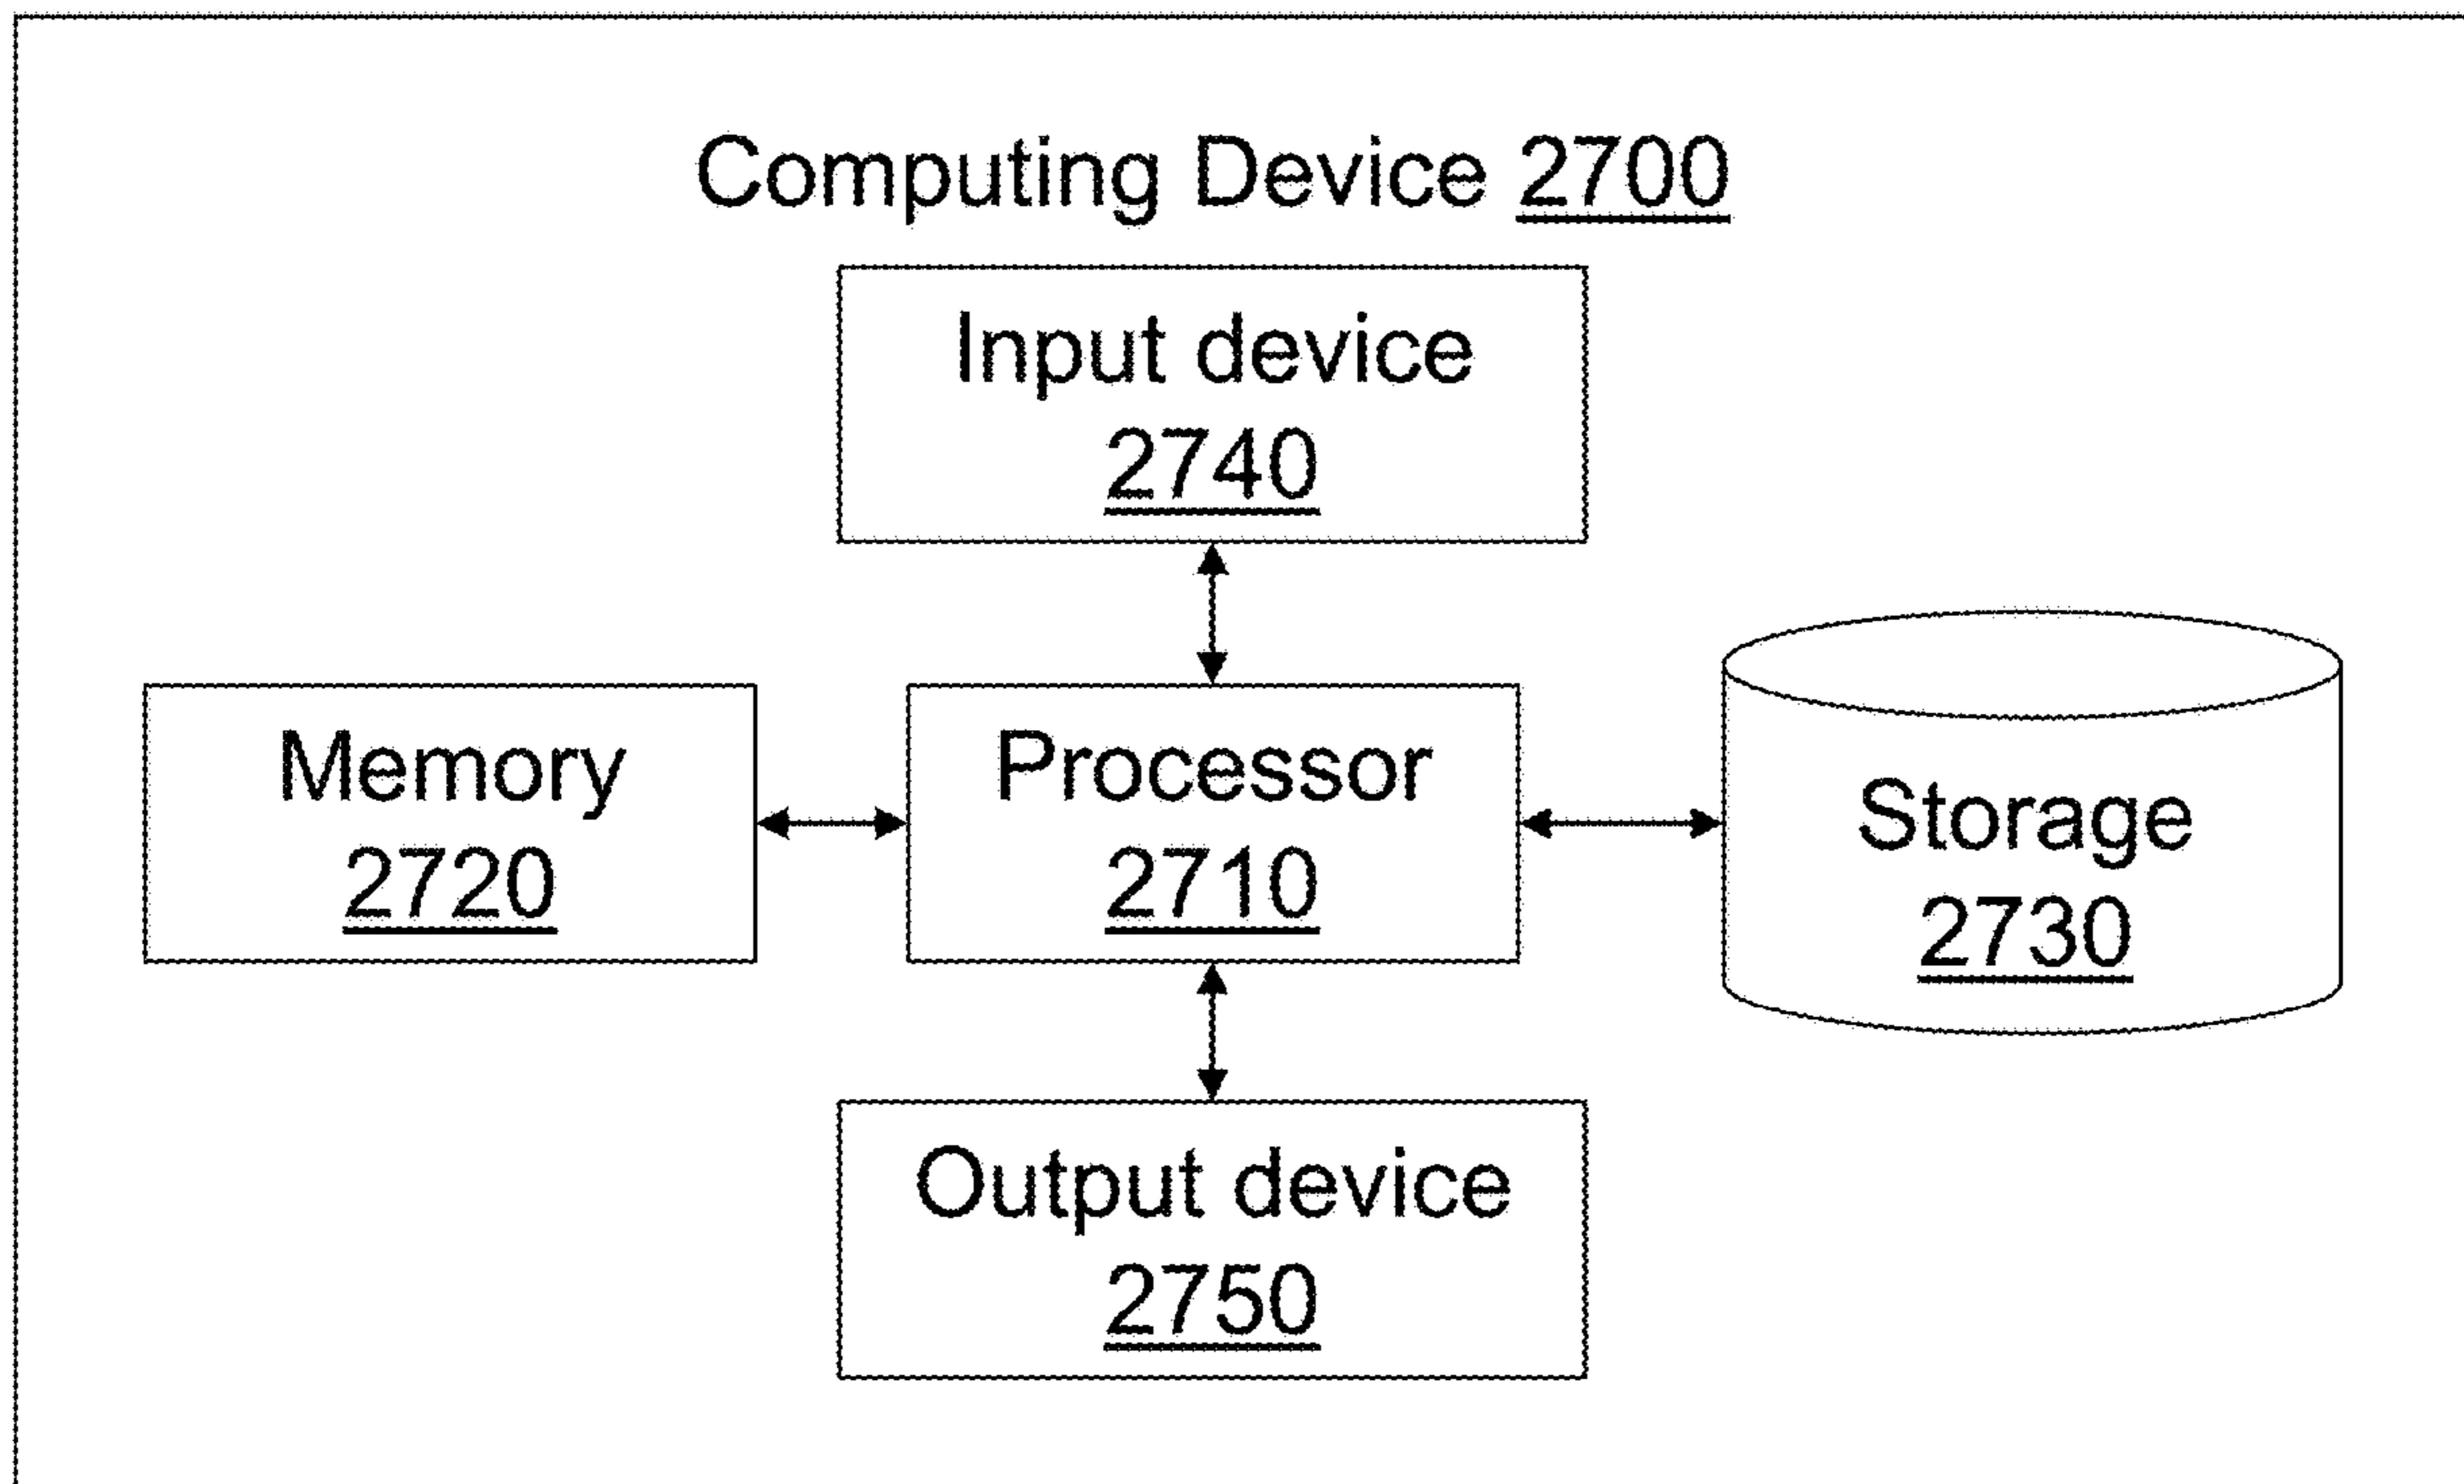 Computing Device 2700
Input device
2740
Memory
2720
Processor
2710
Storage
2730
Output device
2750